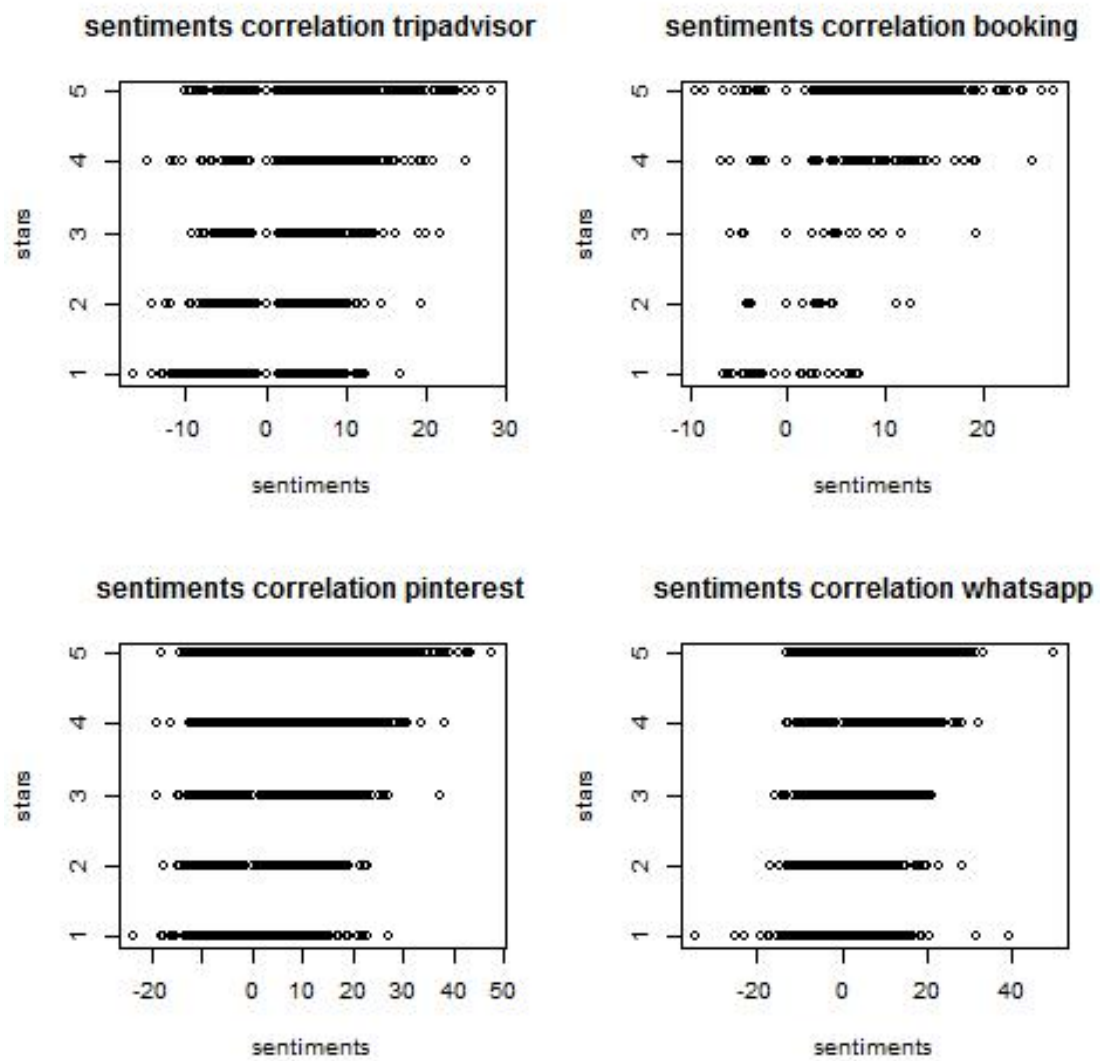 sentiments correlation tripadvisor
stars
5
4
3
2
1
-10 0 10 20 30
sentiments
sentiments correlation booking
stars
5
4
3
2
1
-10 0 10 20
sentiments
sentiments correlation pinterest
stars
5
4
3
2
1
-20 0 10 20 30 40 50
sentiments
sentiments correlation whatsapp
stars
5
4
3
2
1
-20 0 20 40
sentiments